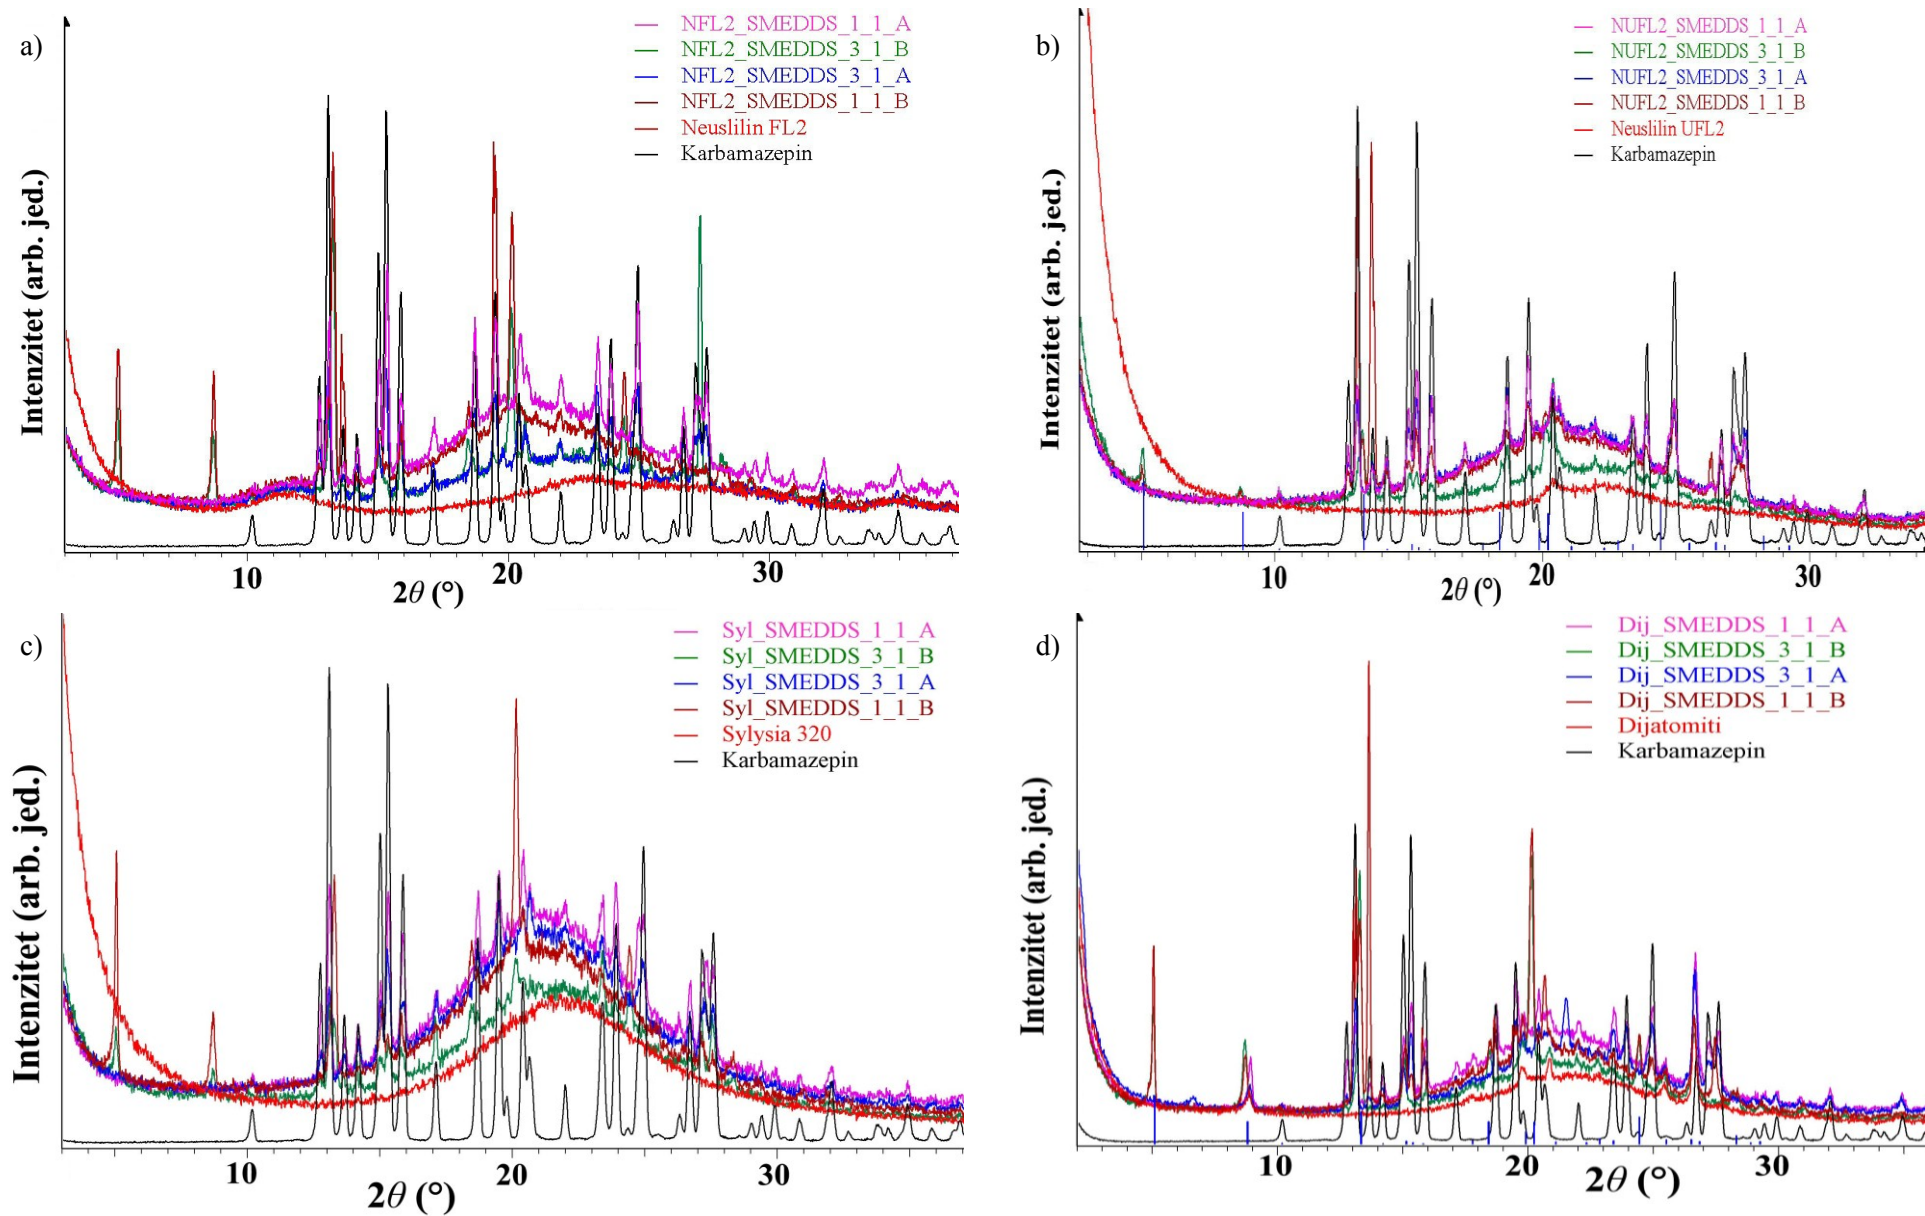 a)
NFL2_SMEDDS_1_1_A
NFL2_SMEDDS_3_1_B
NFL2_SMEDDS_3_1_A
NFL2_SMEDDS_1_1_B
Neuslilin FL2
Karbamazepin
Intenzitet (arb. jed.)
10 20 30
2θ (°)
b)
NUFL2_SMEDDS_1_1_A
NUFL2_SMEDDS_3_1_B
NUFL2_SMEDDS_3_1_A
NUFL2_SMEDDS_1_1_B
Neuslilin UFL2
Karbamazepin
Intenzitet (arb. jed.)
10 20 30
2θ (°)
c)
Syl_SMEDDS_1_1_A
Syl_SMEDDS_3_1_B
Syl_SMEDDS_3_1_A
Syl_SMEDDS_1_1_B
Sylysia 320
Karbamazepin
Intenzitet (arb. jed.)
10 20 30
2θ (°)
d)
Dij_SMEDDS_1_1_A
Dij_SMEDDS_3_1_B
Dij_SMEDDS_3_1_A
Dij_SMEDDS_1_1_B
Dijatomiti
Karbamazepin
Intenzitet (arb. jed.)
10 20 30
2θ (°)